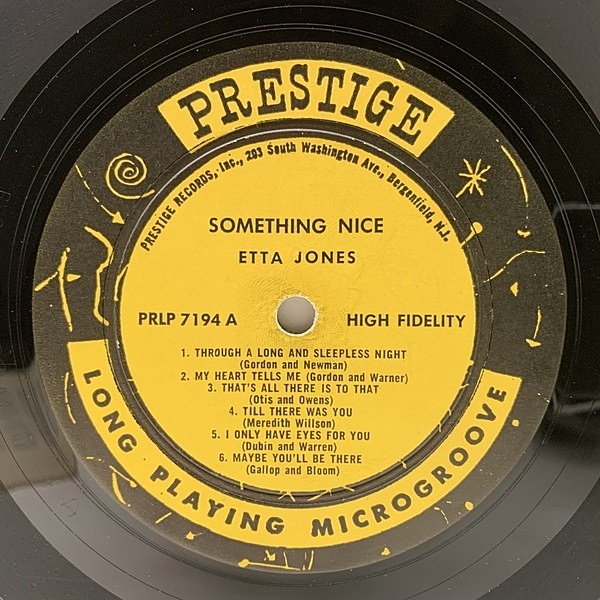 PRESTIGE
PRESTIGE RECORDS, Inc., 203 South Washington Ave., Bergenfield, N.J.
SOMETHING NICE
ETTA JONES
PRLP 7194 A
HIGH FIDELITY
1. THROUGH A LONG AND SLEEPLESS NIGHT
(Gordon and Newman)
2. MY HEART TELLS ME (Gordon and Warner)
3. THAT'S ALL THERE IS TO THAT
(Otis and Owens)
4. TILL THERE WAS YOU
(Meredith Willson)
5. I ONLY HAVE EYES FOR YOU
(Dubin and Warren)
6. MAYBE YOU'LL BE THERE
(Gallop and Bloom)
LONG PLAYING MICROGROOVE